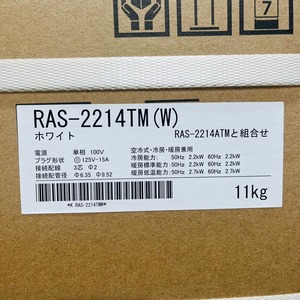 7
RAS-2214TM(W)
ホワイト RAS-2214ATMと組合せ
電源 単相 100V
プラグ形状 125V-15A
接続配線 3芯 Φ2
接続配管径 Φ6.35 Φ9.52
空冷式・冷房・暖房兼用
冷房能力: 50Hz 2.2kW 60Hz 2.2kW
暖房標準能力: 50Hz 2.2kW 60Hz 2.2kW
暖房低温能力: 50Hz 2.7kW 60Hz 2.7kW
11kg
*K RAS-2214TMW*